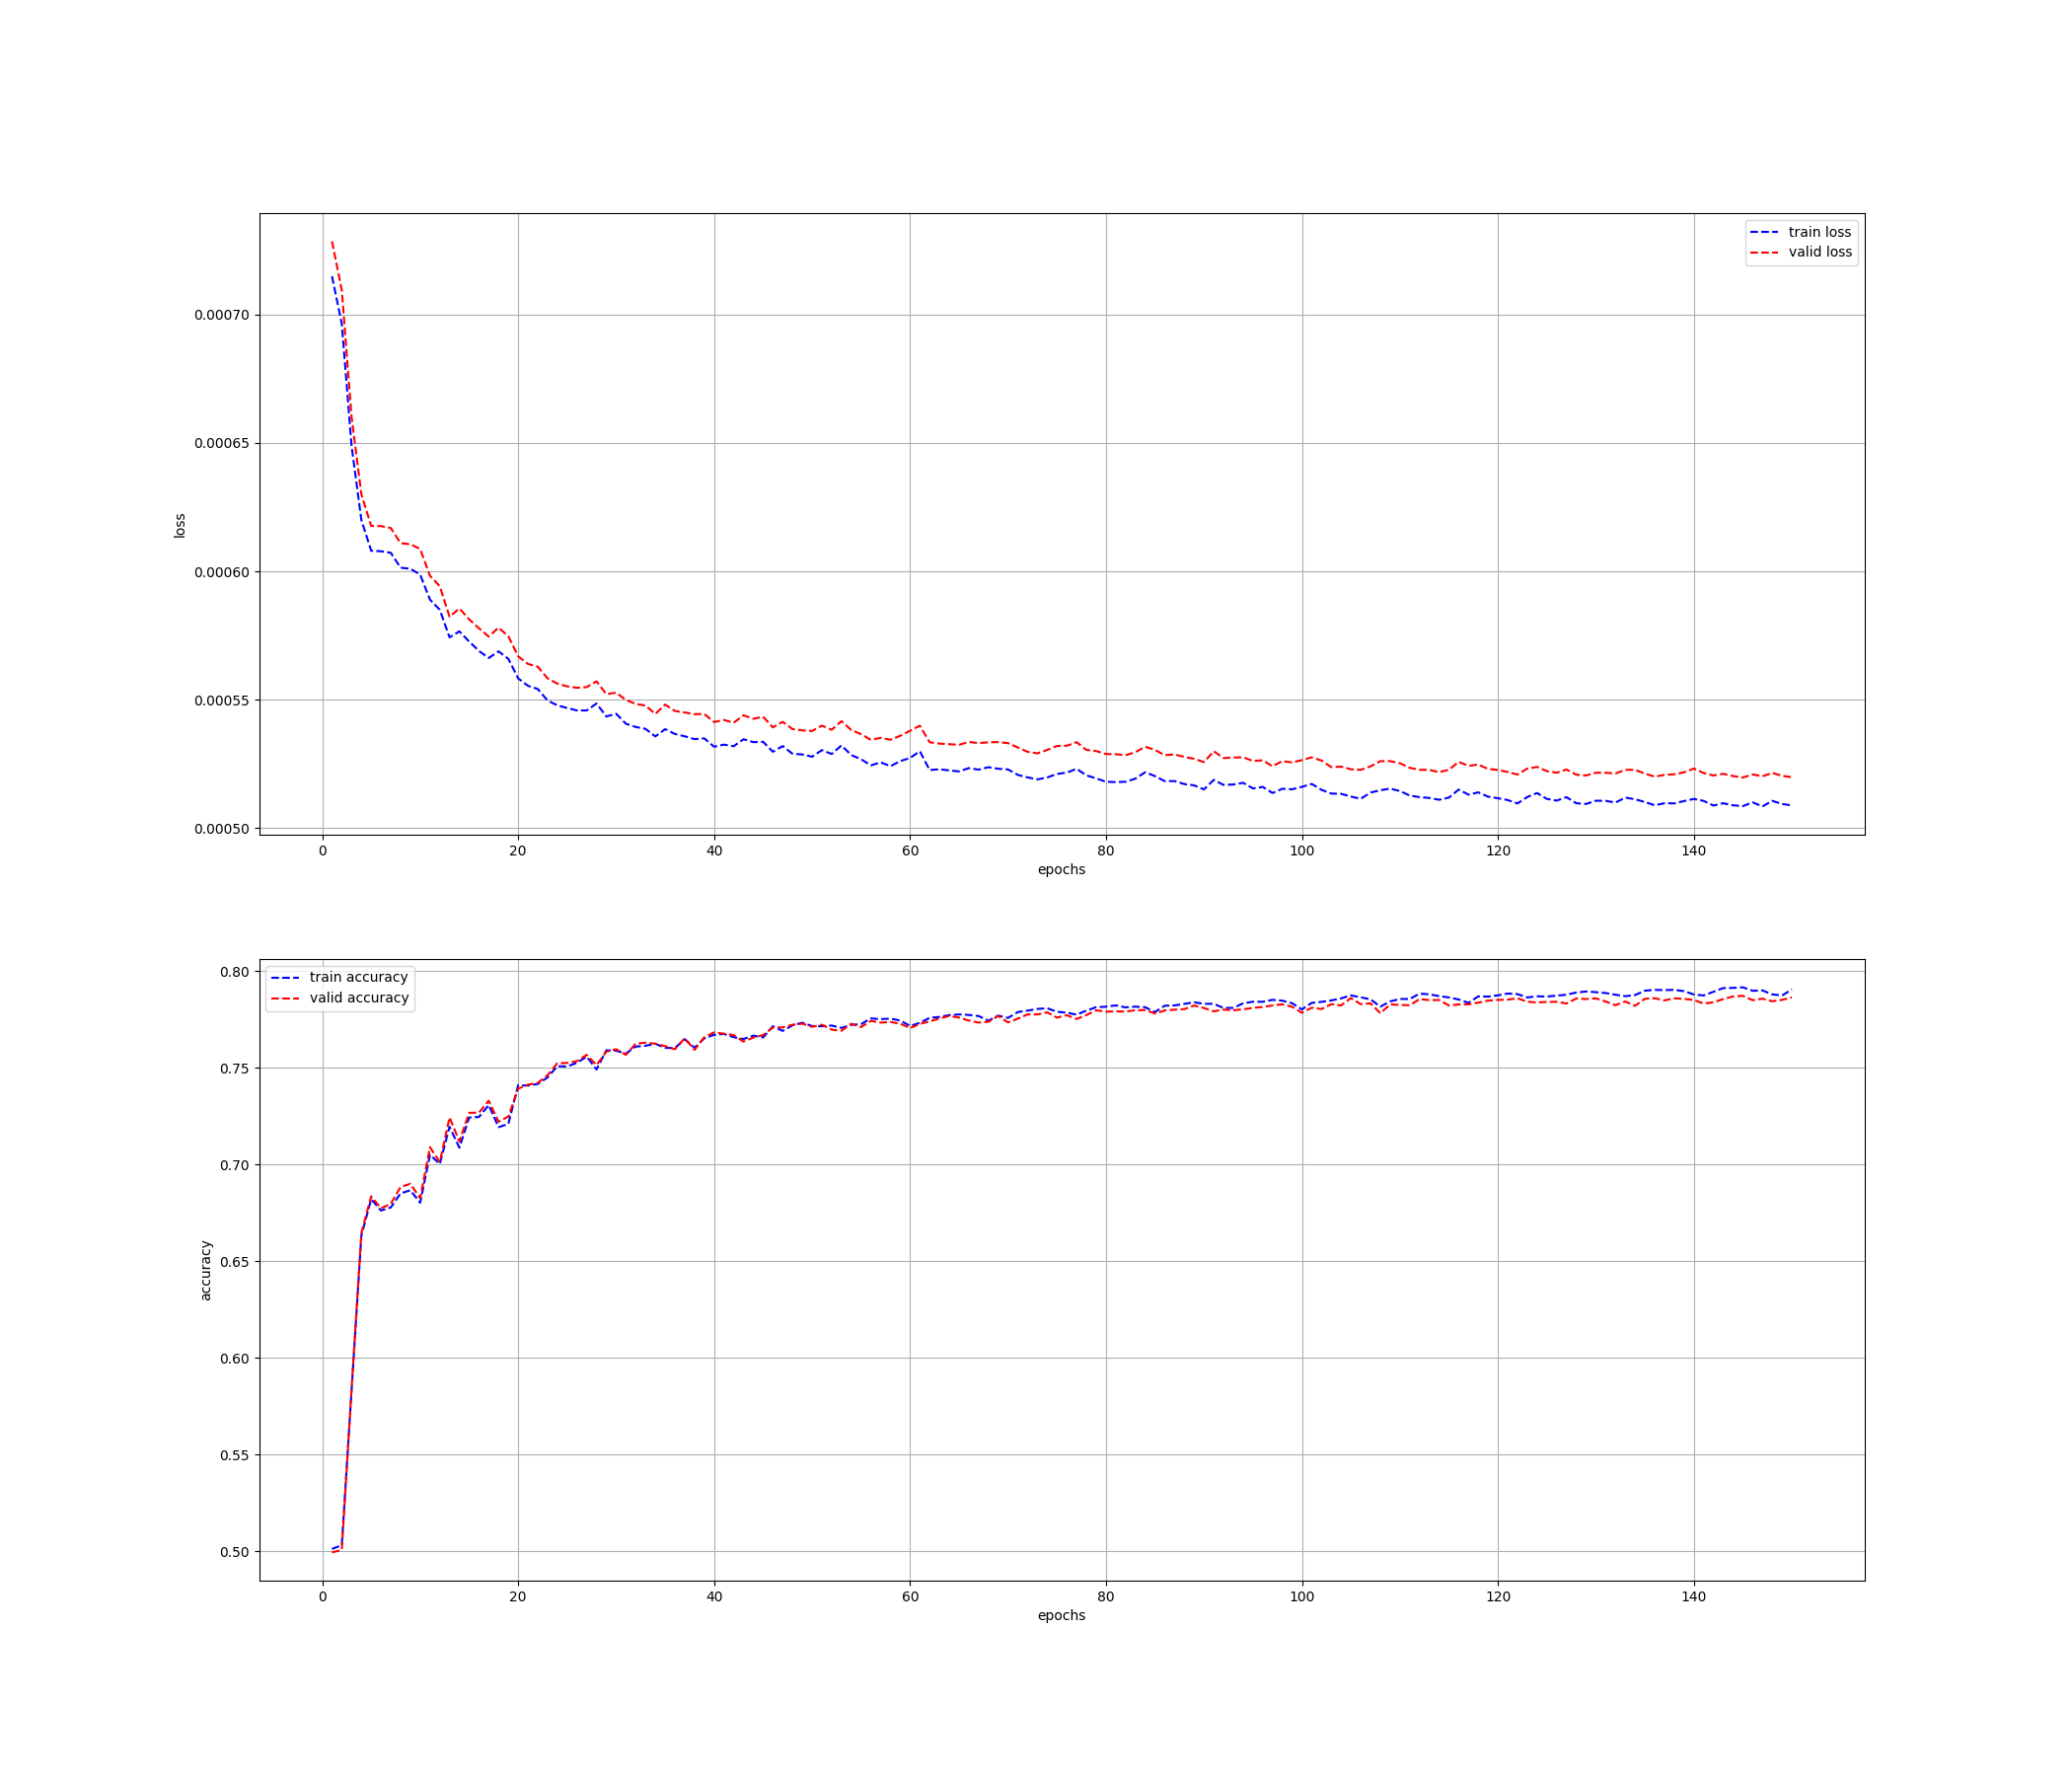 train loss
valid loss
0.00070
0.00065
0.00060
0.00055
0.00050
loss
0 20 40 60 80 100 120 140
epochs
train accuracy
valid accuracy
0.80
0.75
0.70
0.65
0.60
0.55
0.50
accuracy
0 20 40 60 80 100 120 140
epochs